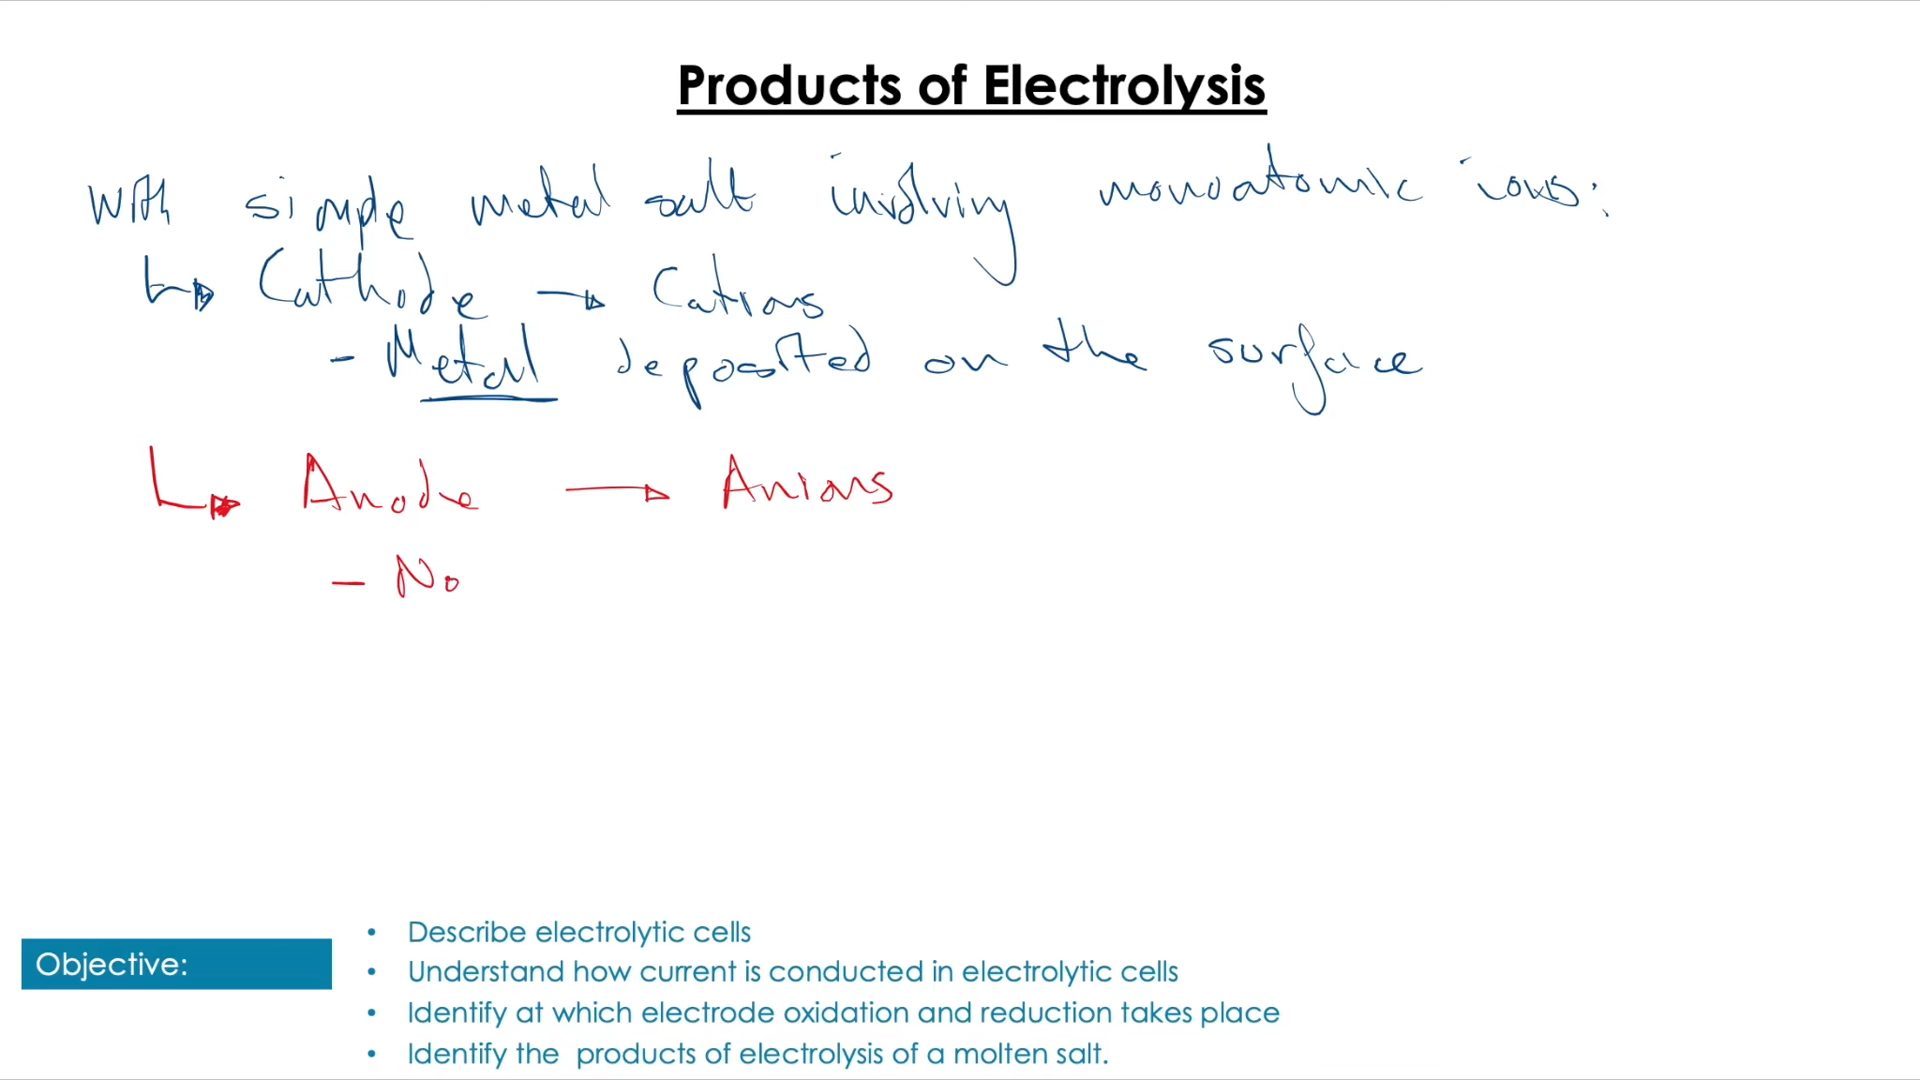 Products of Electrolysis
With simple metal salt involving monoatomic ions:
↳ Cathode → Cations
- Metal deposited on the surface
↳ Anode → Anions
- No
Objective:
• Describe electrolytic cells
• Understand how current is conducted in electrolytic cells
• Identify at which electrode oxidation and reduction takes place
• Identify the products of electrolysis of a molten salt.